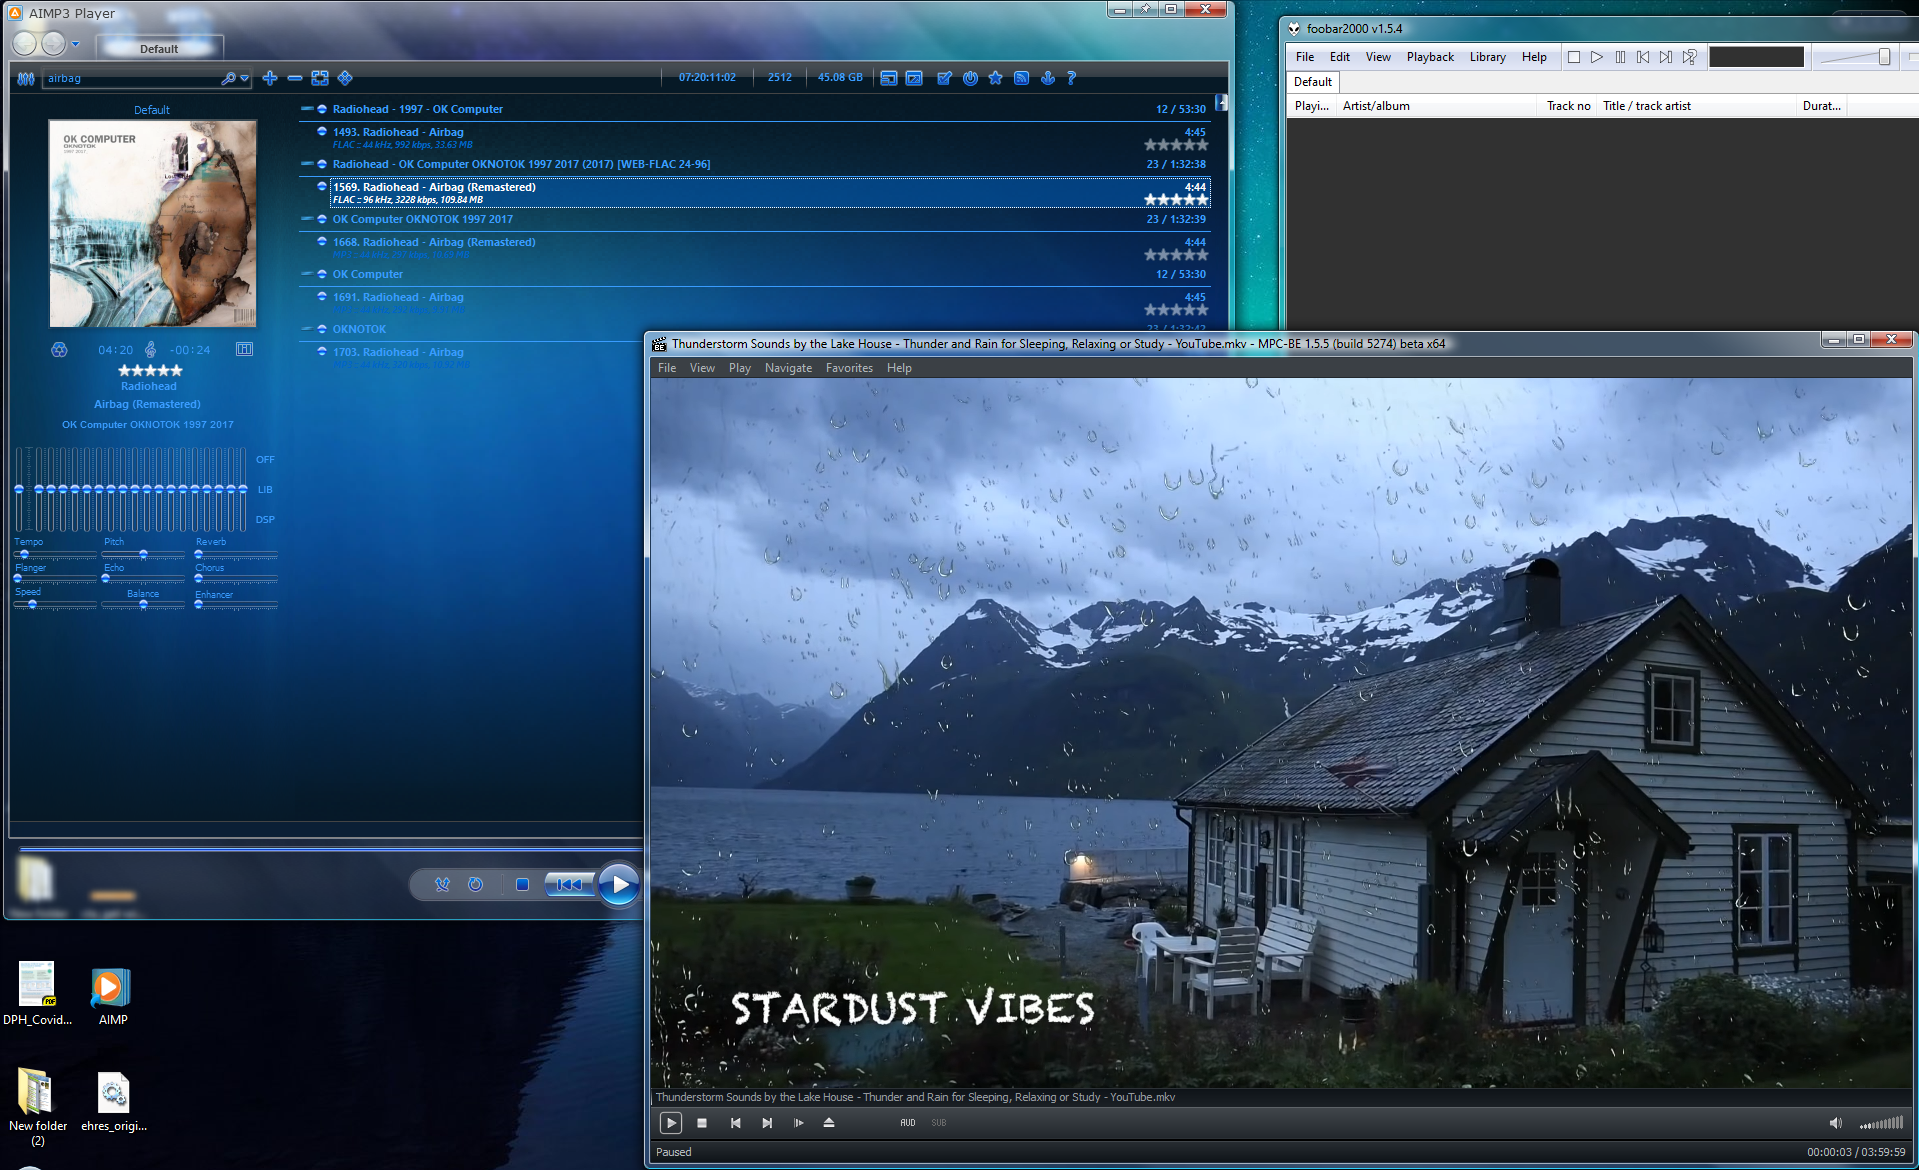 AIMP3 Player
Default
airbag
07:20:11:02 2512 45.08 GB
Default
OK COMPUTER
OKNOTOK
1997 2017
04:20 -00:24
Radiohead
Airbag (Remastered)
OK Computer OKNOTOK 1997 2017
OFF
LIB
DSP
Tempo Pitch Reverb
Flanger Echo Chorus
Speed Balance Enhancer
Radiohead - 1997 - OK Computer 12 / 53:30
1493. Radiohead - Airbag 4:45
FLAC :: 44 kHz, 992 kbps, 33.63 MB
Radiohead - OK Computer OKNOTOK 1997 2017 (2017) [WEB-FLAC 24-96] 23 / 1:32:38
1569. Radiohead - Airbag (Remastered) 4:44
FLAC :: 96 kHz, 3228 kbps, 109.84 MB
OK Computer OKNOTOK 1997 2017 23 / 1:32:39
1668. Radiohead - Airbag (Remastered) 4:44
OK Computer 12 / 53:30
1691. Radiohead - Airbag 4:45
OKNOTOK 23 / 1:32:42
1703. Radiohead - Airbag
foobar2000 v1.5.4
File Edit View Playback Library Help
Default
Playi... Artist/album Track no Title / track artist Durat...
Thunderstorm Sounds by the Lake House - Thunder and Rain for Sleeping, Relaxing or Study - YouTube.mkv - MPC-BE 1.5.5 (build 5274) beta x64
File View Play Navigate Favorites Help
STARDUST VIBES
Thunderstorm Sounds by the Lake House - Thunder and Rain for Sleeping, Relaxing or Study - YouTube.mkv
AUD SUB
Paused 00:00:03 / 03:59:59
PDF
DPH_Covid... AIMP
New folder
(2)
ehres_origi...